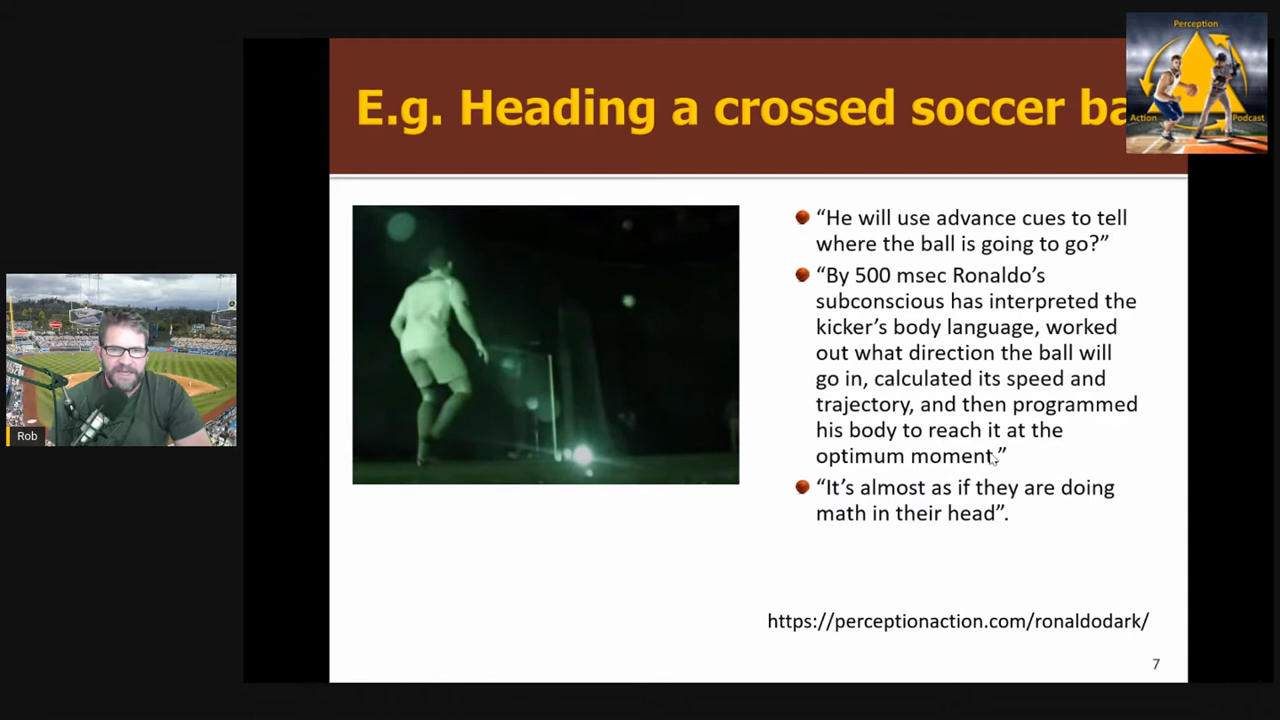 Perception
Action
Podcast
E.g. Heading a crossed soccer ba
“He will use advance cues to tell
where the ball is going to go?”
“By 500 msec Ronaldo’s
subconscious has interpreted the
kicker’s body language, worked
out what direction the ball will
go in, calculated its speed and
trajectory, and then programmed
his body to reach it at the
optimum moment.”
“It’s almost as if they are doing
math in their head”.
Rob
https://perceptionaction.com/ronaldodark/
7